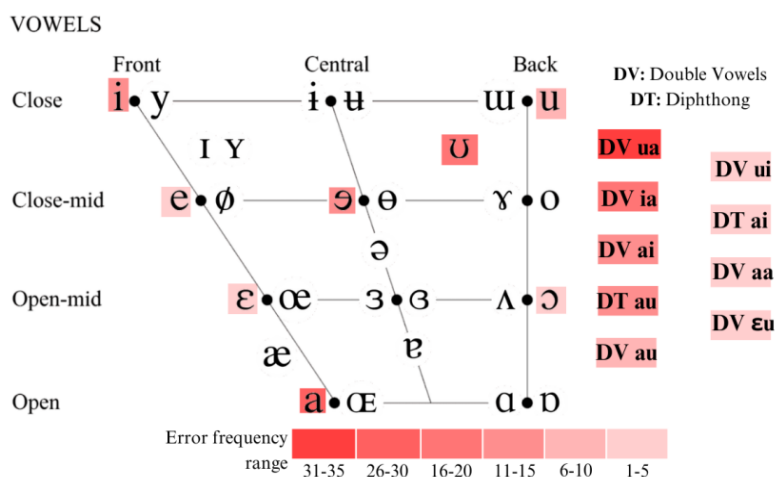 VOWELS
Front Central Back
Close i y ɨ ʉ ɯ u
ɪ ʏ ʊ
Close-mid e ø ɘ ɵ ɤ o
ə
Open-mid ɛ œ ɜ ɞ ʌ ɔ
æ ɐ
Open a ɶ ɑ ɒ
DV: Double Vowels
DT: Diphthong
DV ua
DV ia
DV ai
DT au
DV au
DV ui
DT ai
DV aa
DV ɛu
Error frequency
range
31-35 26-30 16-20 11-15 6-10 1-5